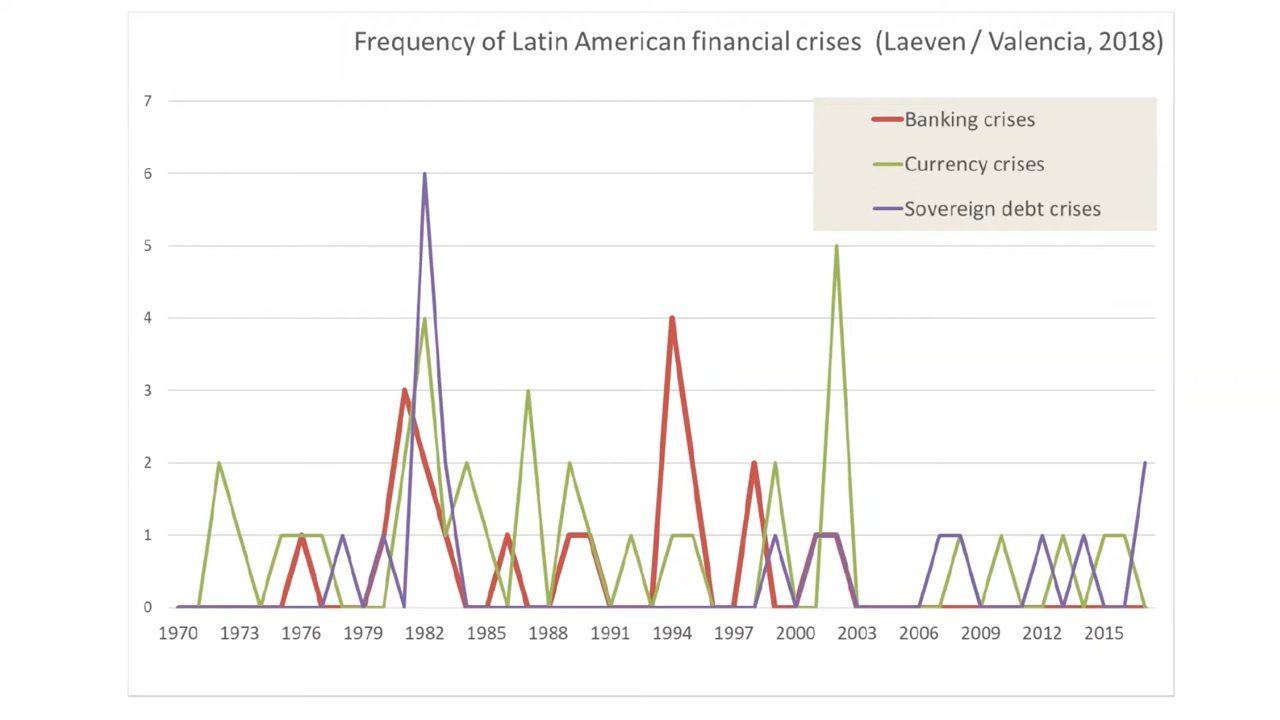 Frequency of Latin American financial crises (Laeven / Valencia, 2018)
7
Banking crises
Currency crises
6
Sovereign debt crises
5
4
3
2
1
0
1970 1973 1976 1979 1982 1985 1988 1991 1994 1997 2000 2003 2006 2009 2012 2015